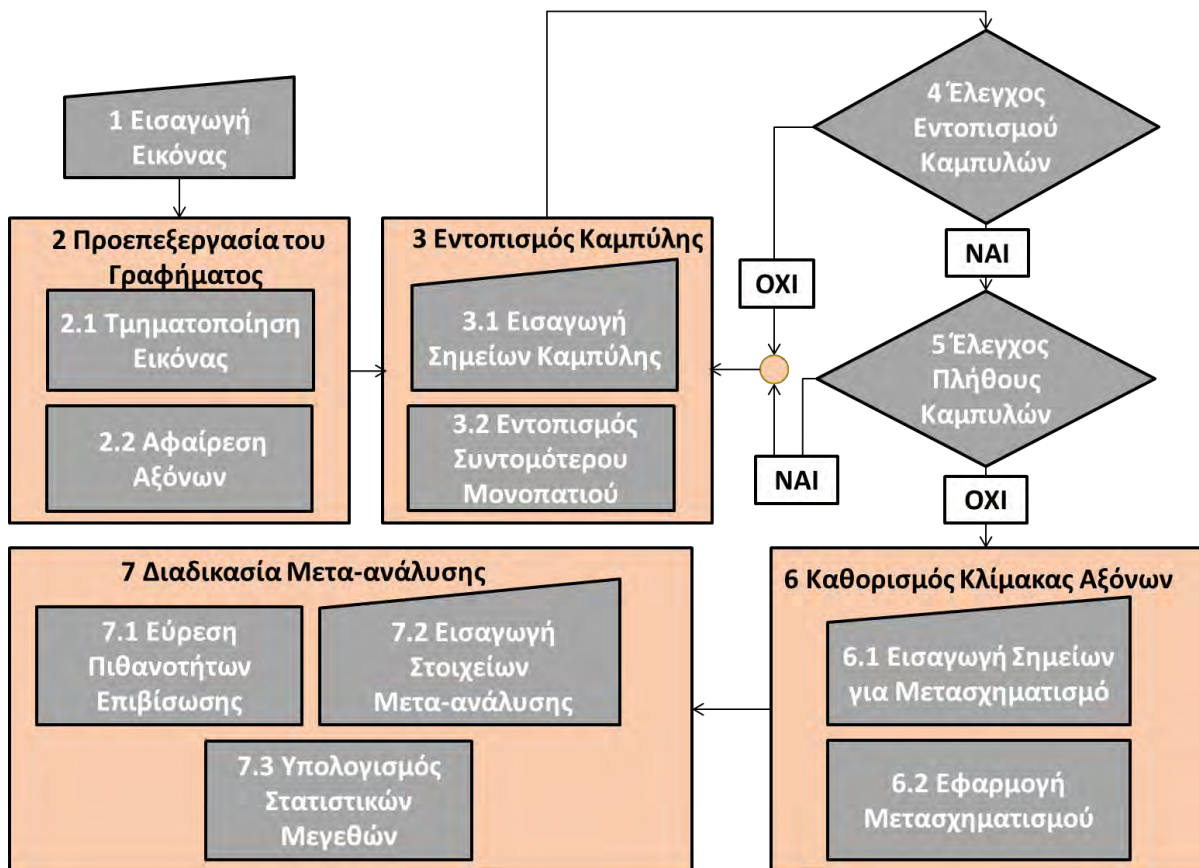 1 Εισαγωγή
Εικόνας
2 Προεπεξεργασία του
Γραφήματος
2.1 Τμηματοποίηση
Εικόνας
2.2 Αφαίρεση
Αξόνων
3 Εντοπισμός Καμπύλης
3.1 Εισαγωγή
Σημείων Καμπύλης
3.2 Εντοπισμός
Συντομότερου
Μονοπατιού
4 Έλεγχος
Εντοπισμού
Καμπυλών
ΟΧΙ
ΝΑΙ
5 Έλεγχος
Πλήθους
Καμπυλών
ΝΑΙ
ΟΧΙ
6 Καθορισμός Κλίμακας Αξόνων
6.1 Εισαγωγή Σημείων
για Μετασχηματισμό
6.2 Εφαρμογή
Μετασχηματισμού
7 Διαδικασία Μετα-ανάλυσης
7.1 Εύρεση
Πιθανοτήτων
Επιβίσωσης
7.2 Εισαγωγή
Στοιχείων
Μετα-ανάλυσης
7.3 Υπολογισμός
Στατιστικών
Μεγεθών